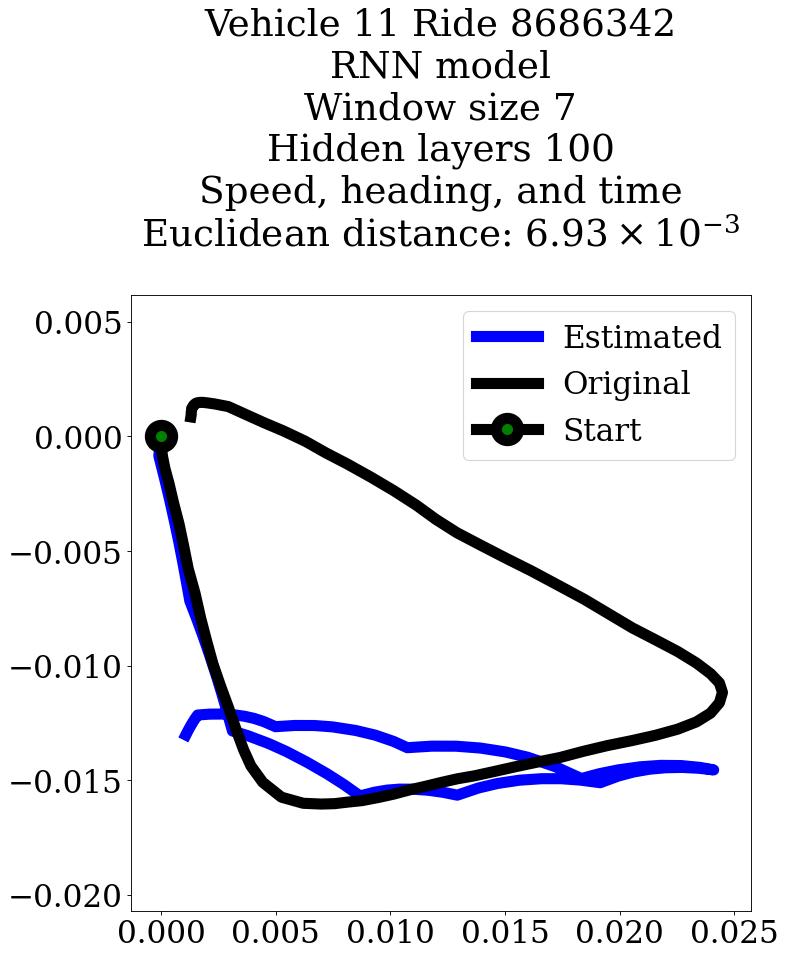 Vehicle 11 Ride 8686342
RNN model
Window size 7
Hidden layers 100
Speed, heading, and time
Euclidean distance: 6.93 × 10⁻³
Estimated
Original
Start
0.005
0.000
−0.005
−0.010
−0.015
−0.020
0.000 0.005 0.010 0.015 0.020 0.025